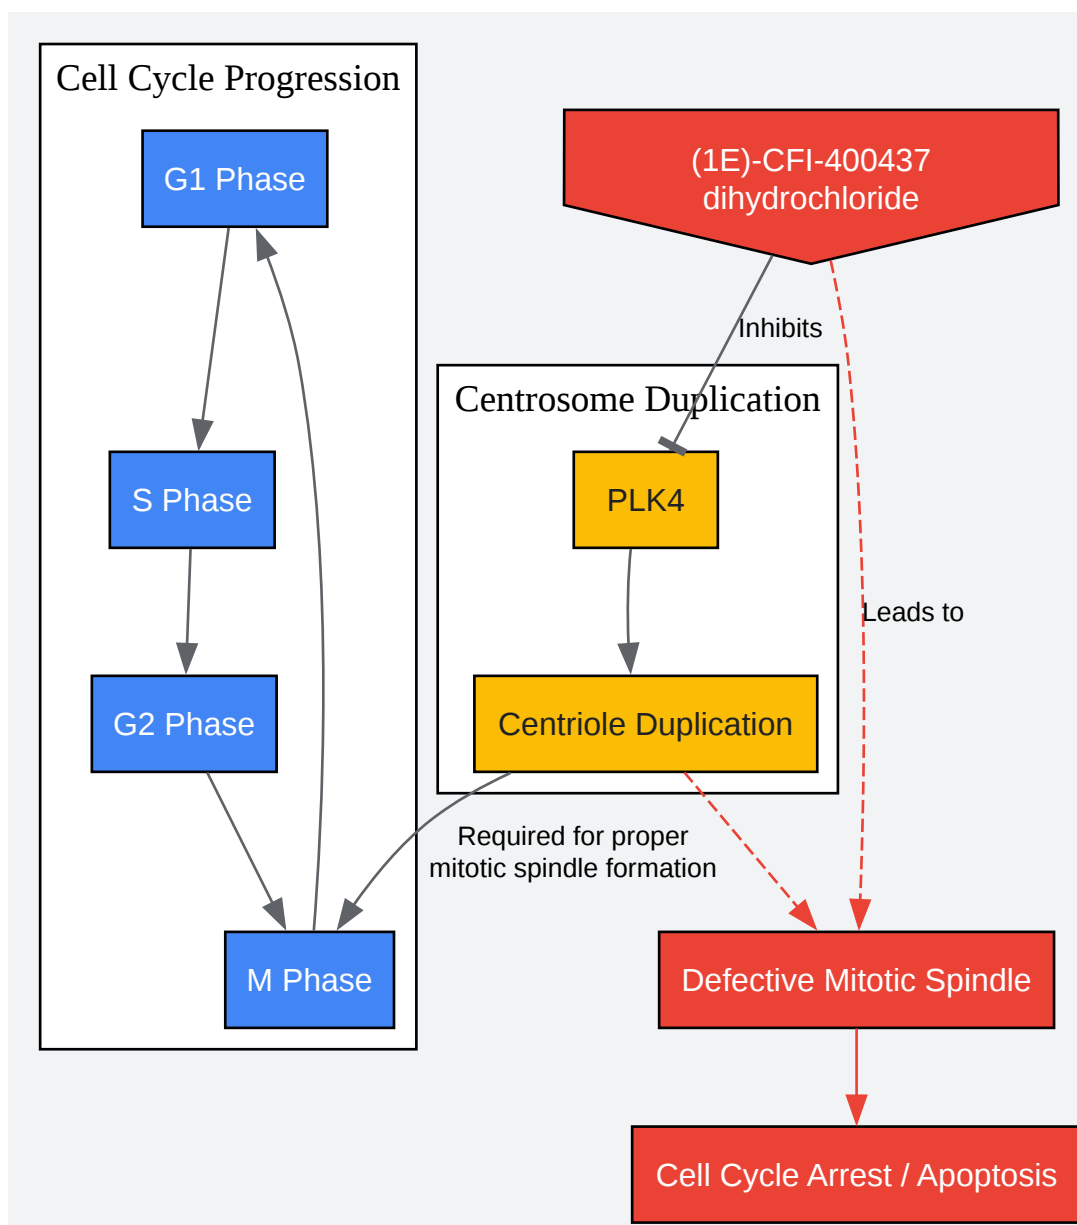 Cell Cycle Progression
G1 Phase
S Phase
G2 Phase
M Phase
(1E)-CFI-400437
dihydrochloride
Inhibits
Centrosome Duplication
PLK4
Centriole Duplication
Leads to
Required for proper
mitotic spindle formation
Defective Mitotic Spindle
Cell Cycle Arrest / Apoptosis